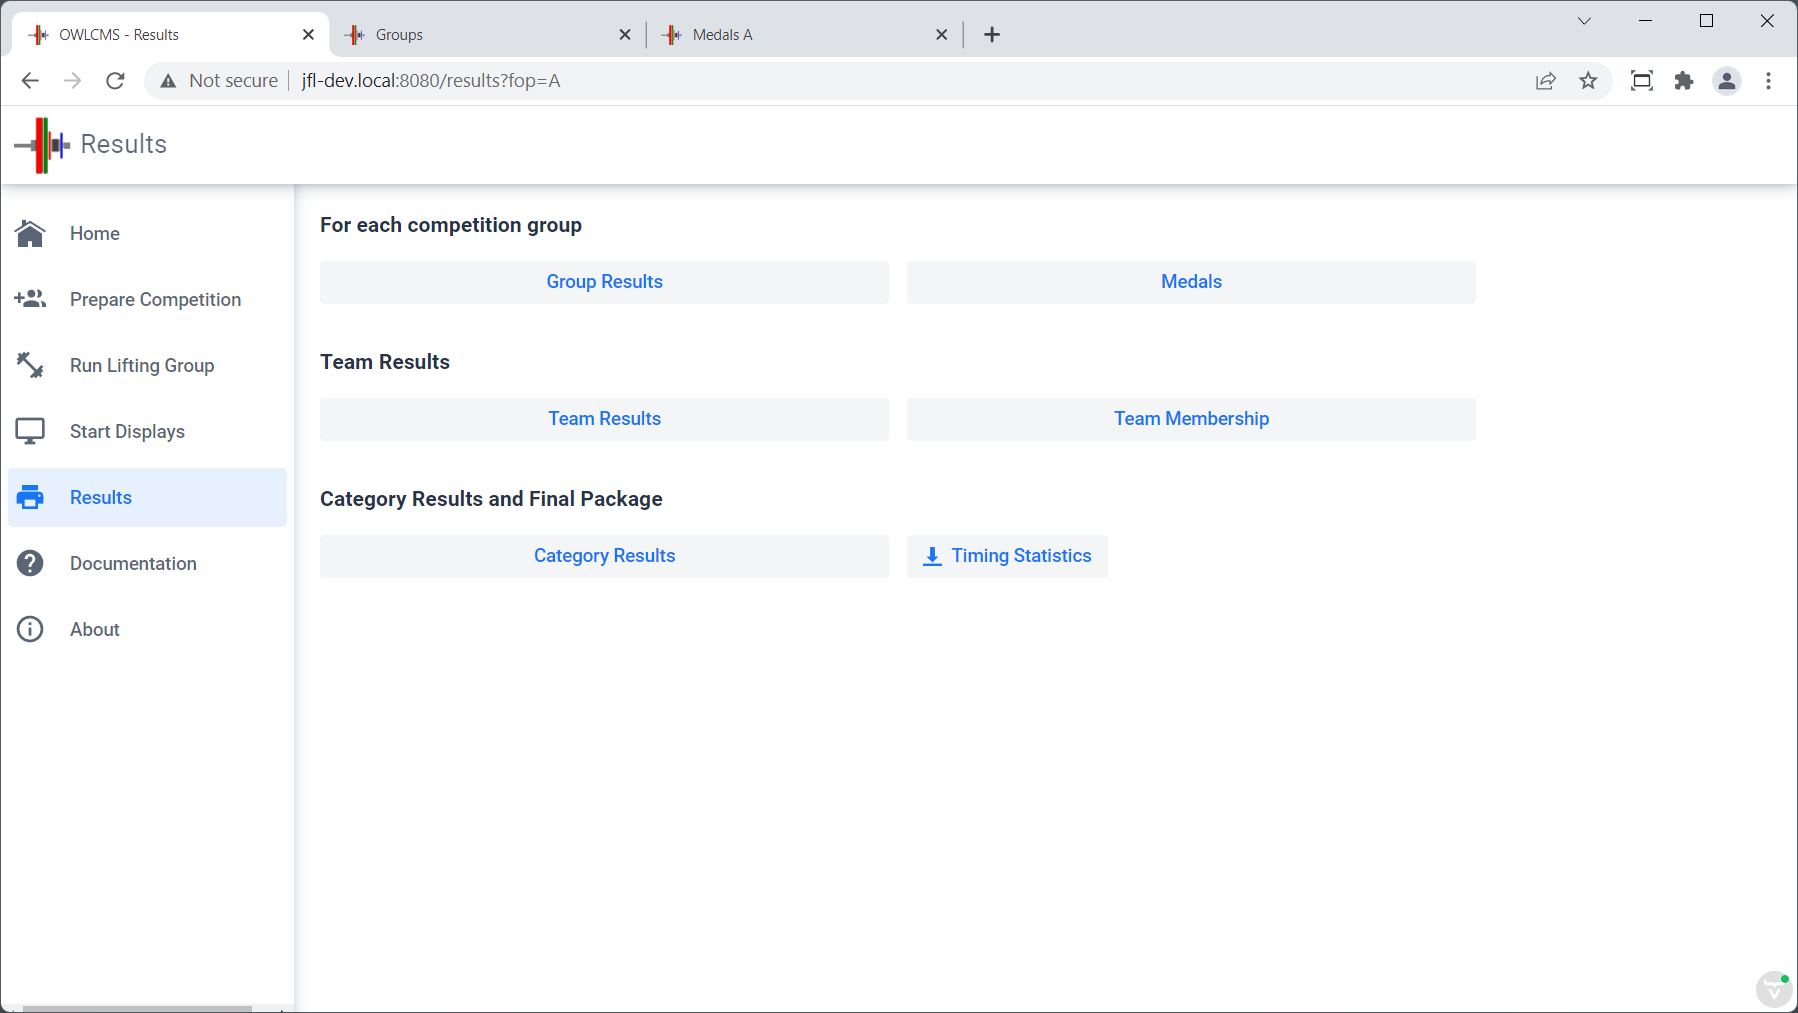 OWLCMS - Results
Groups
Medals A
Not secure
jfl-dev.local:8080/results?fop=A
Results
Home
Prepare Competition
Run Lifting Group
Start Displays
Results
Documentation
About
For each competition group
Group Results
Medals
Team Results
Team Results
Team Membership
Category Results and Final Package
Category Results
Timing Statistics